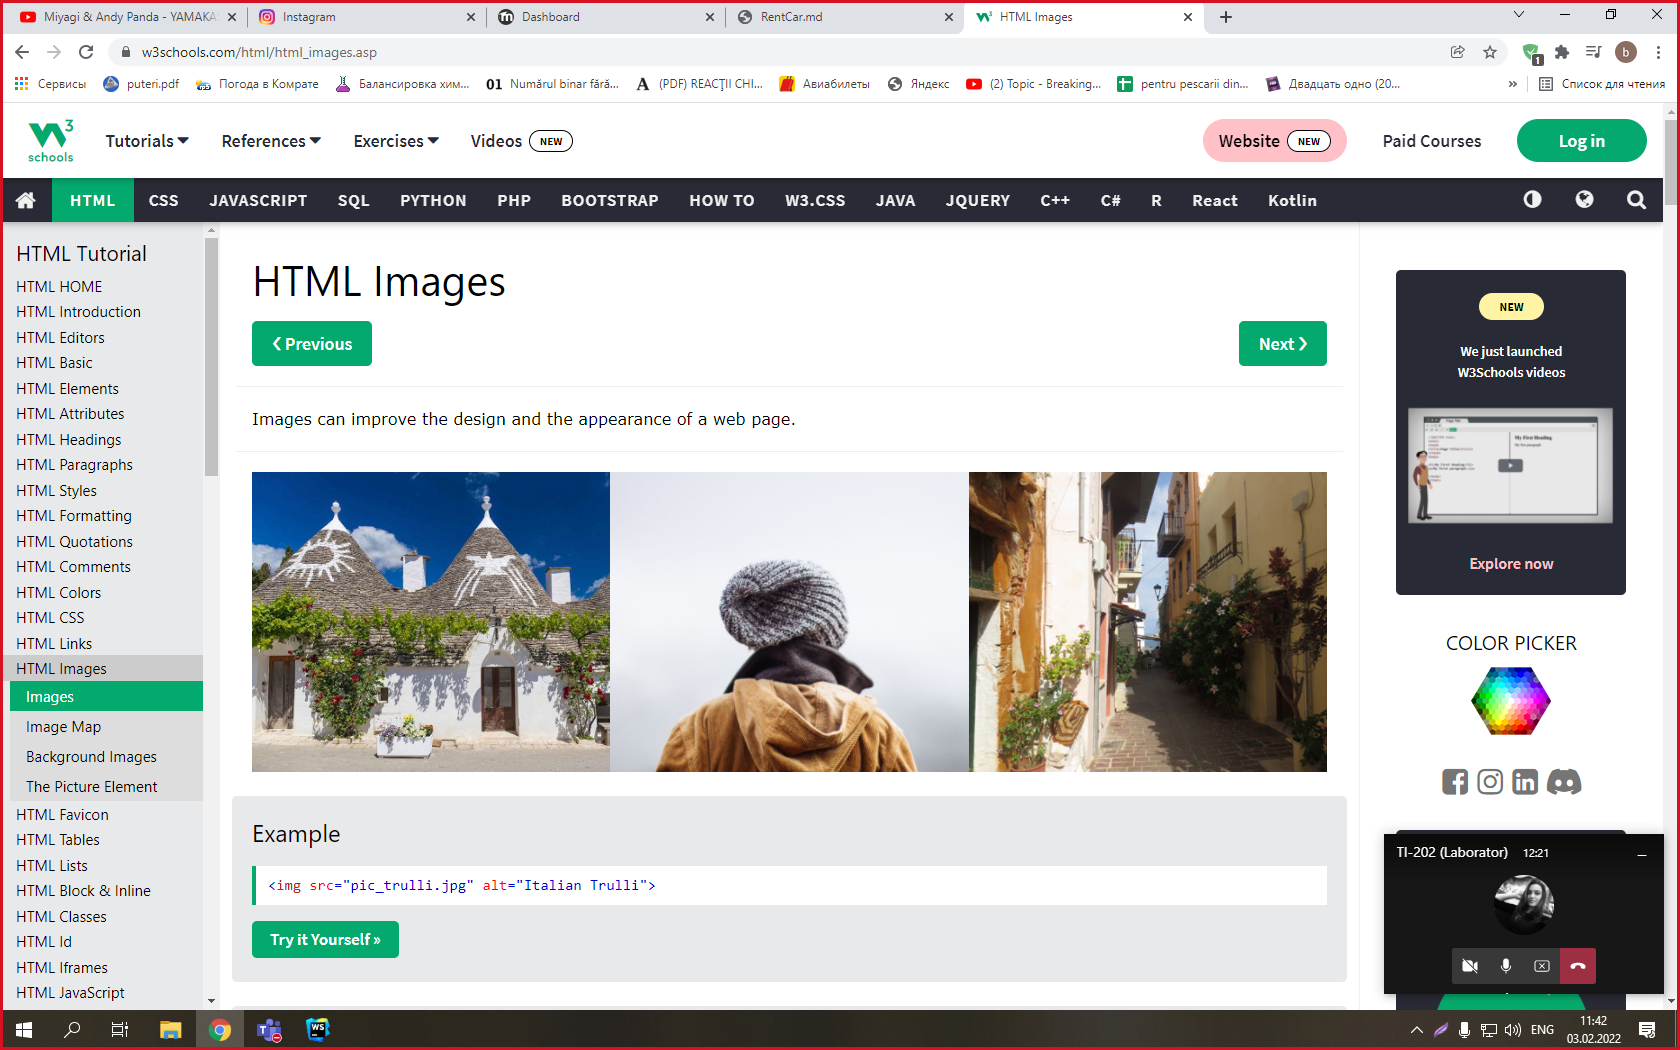 Miyagi & Andy Panda - YAMAKAS
Instagram
Dashboard
RentCar.md
HTML Images
w3schools.com/html/html_images.asp
Сервисы
puteri.pdf
Погода в Комрате
Балансировка хим...
01 Numărul binar fără...
A (PDF) REACŢII CHI...
Авиабилеты
Яндекс
(2) Topic - Breaking...
pentru pescarii din...
Двадцать одно (20...
»
Список для чтения
W3 schools
Tutorials
References
Exercises
Videos NEW
Website NEW
Paid Courses
Log in
HTML CSS JAVASCRIPT SQL PYTHON PHP BOOTSTRAP HOW TO W3.CSS JAVA JQUERY C++ C# R React Kotlin
HTML Tutorial
HTML HOME
HTML Introduction
HTML Editors
HTML Basic
HTML Elements
HTML Attributes
HTML Headings
HTML Paragraphs
HTML Styles
HTML Formatting
HTML Quotations
HTML Comments
HTML Colors
HTML CSS
HTML Links
HTML Images
Images
Image Map
Background Images
The Picture Element
HTML Favicon
HTML Tables
HTML Lists
HTML Block & Inline
HTML Classes
HTML Id
HTML Iframes
HTML JavaScript
HTML Images
❮ Previous
Next ❯
Images can improve the design and the appearance of a web page.
Example
<img src="pic_trulli.jpg" alt="Italian Trulli">
Try it Yourself »
NEW
We just launched
W3Schools videos
My First Heading
Explore now
COLOR PICKER
TI-202 (Laborator) 12:21
ENG
11:42
03.02.2022